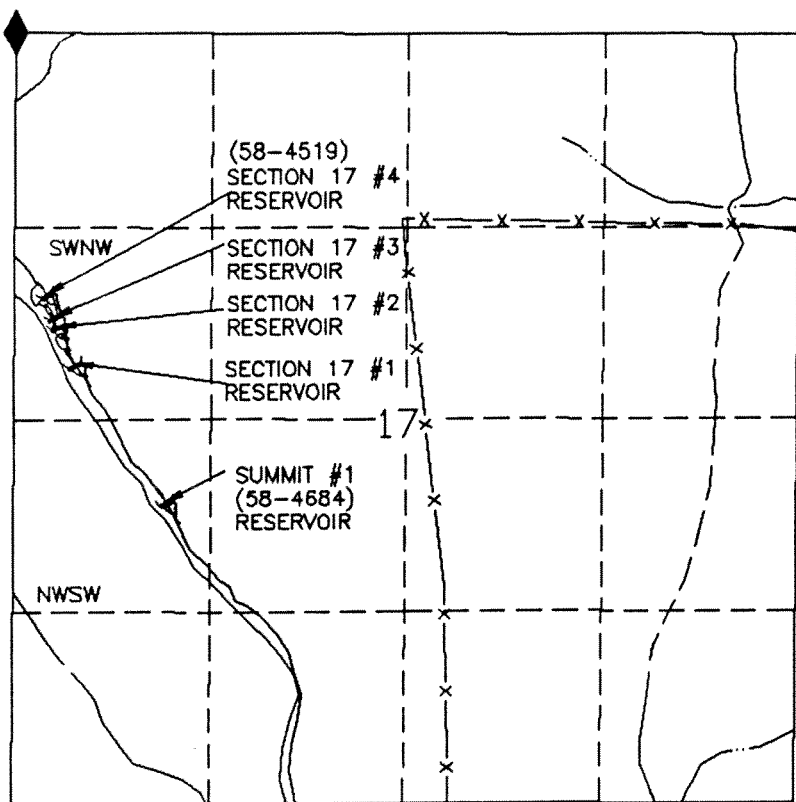 (58-4519)
SECTION 17 #4
RESERVOIR
SWNW
SECTION 17 #3
RESERVOIR
SECTION 17 #2
RESERVOIR
SECTION 17 #1
RESERVOIR
17
SUMMIT #1
(58-4684)
RESERVOIR
NWSW